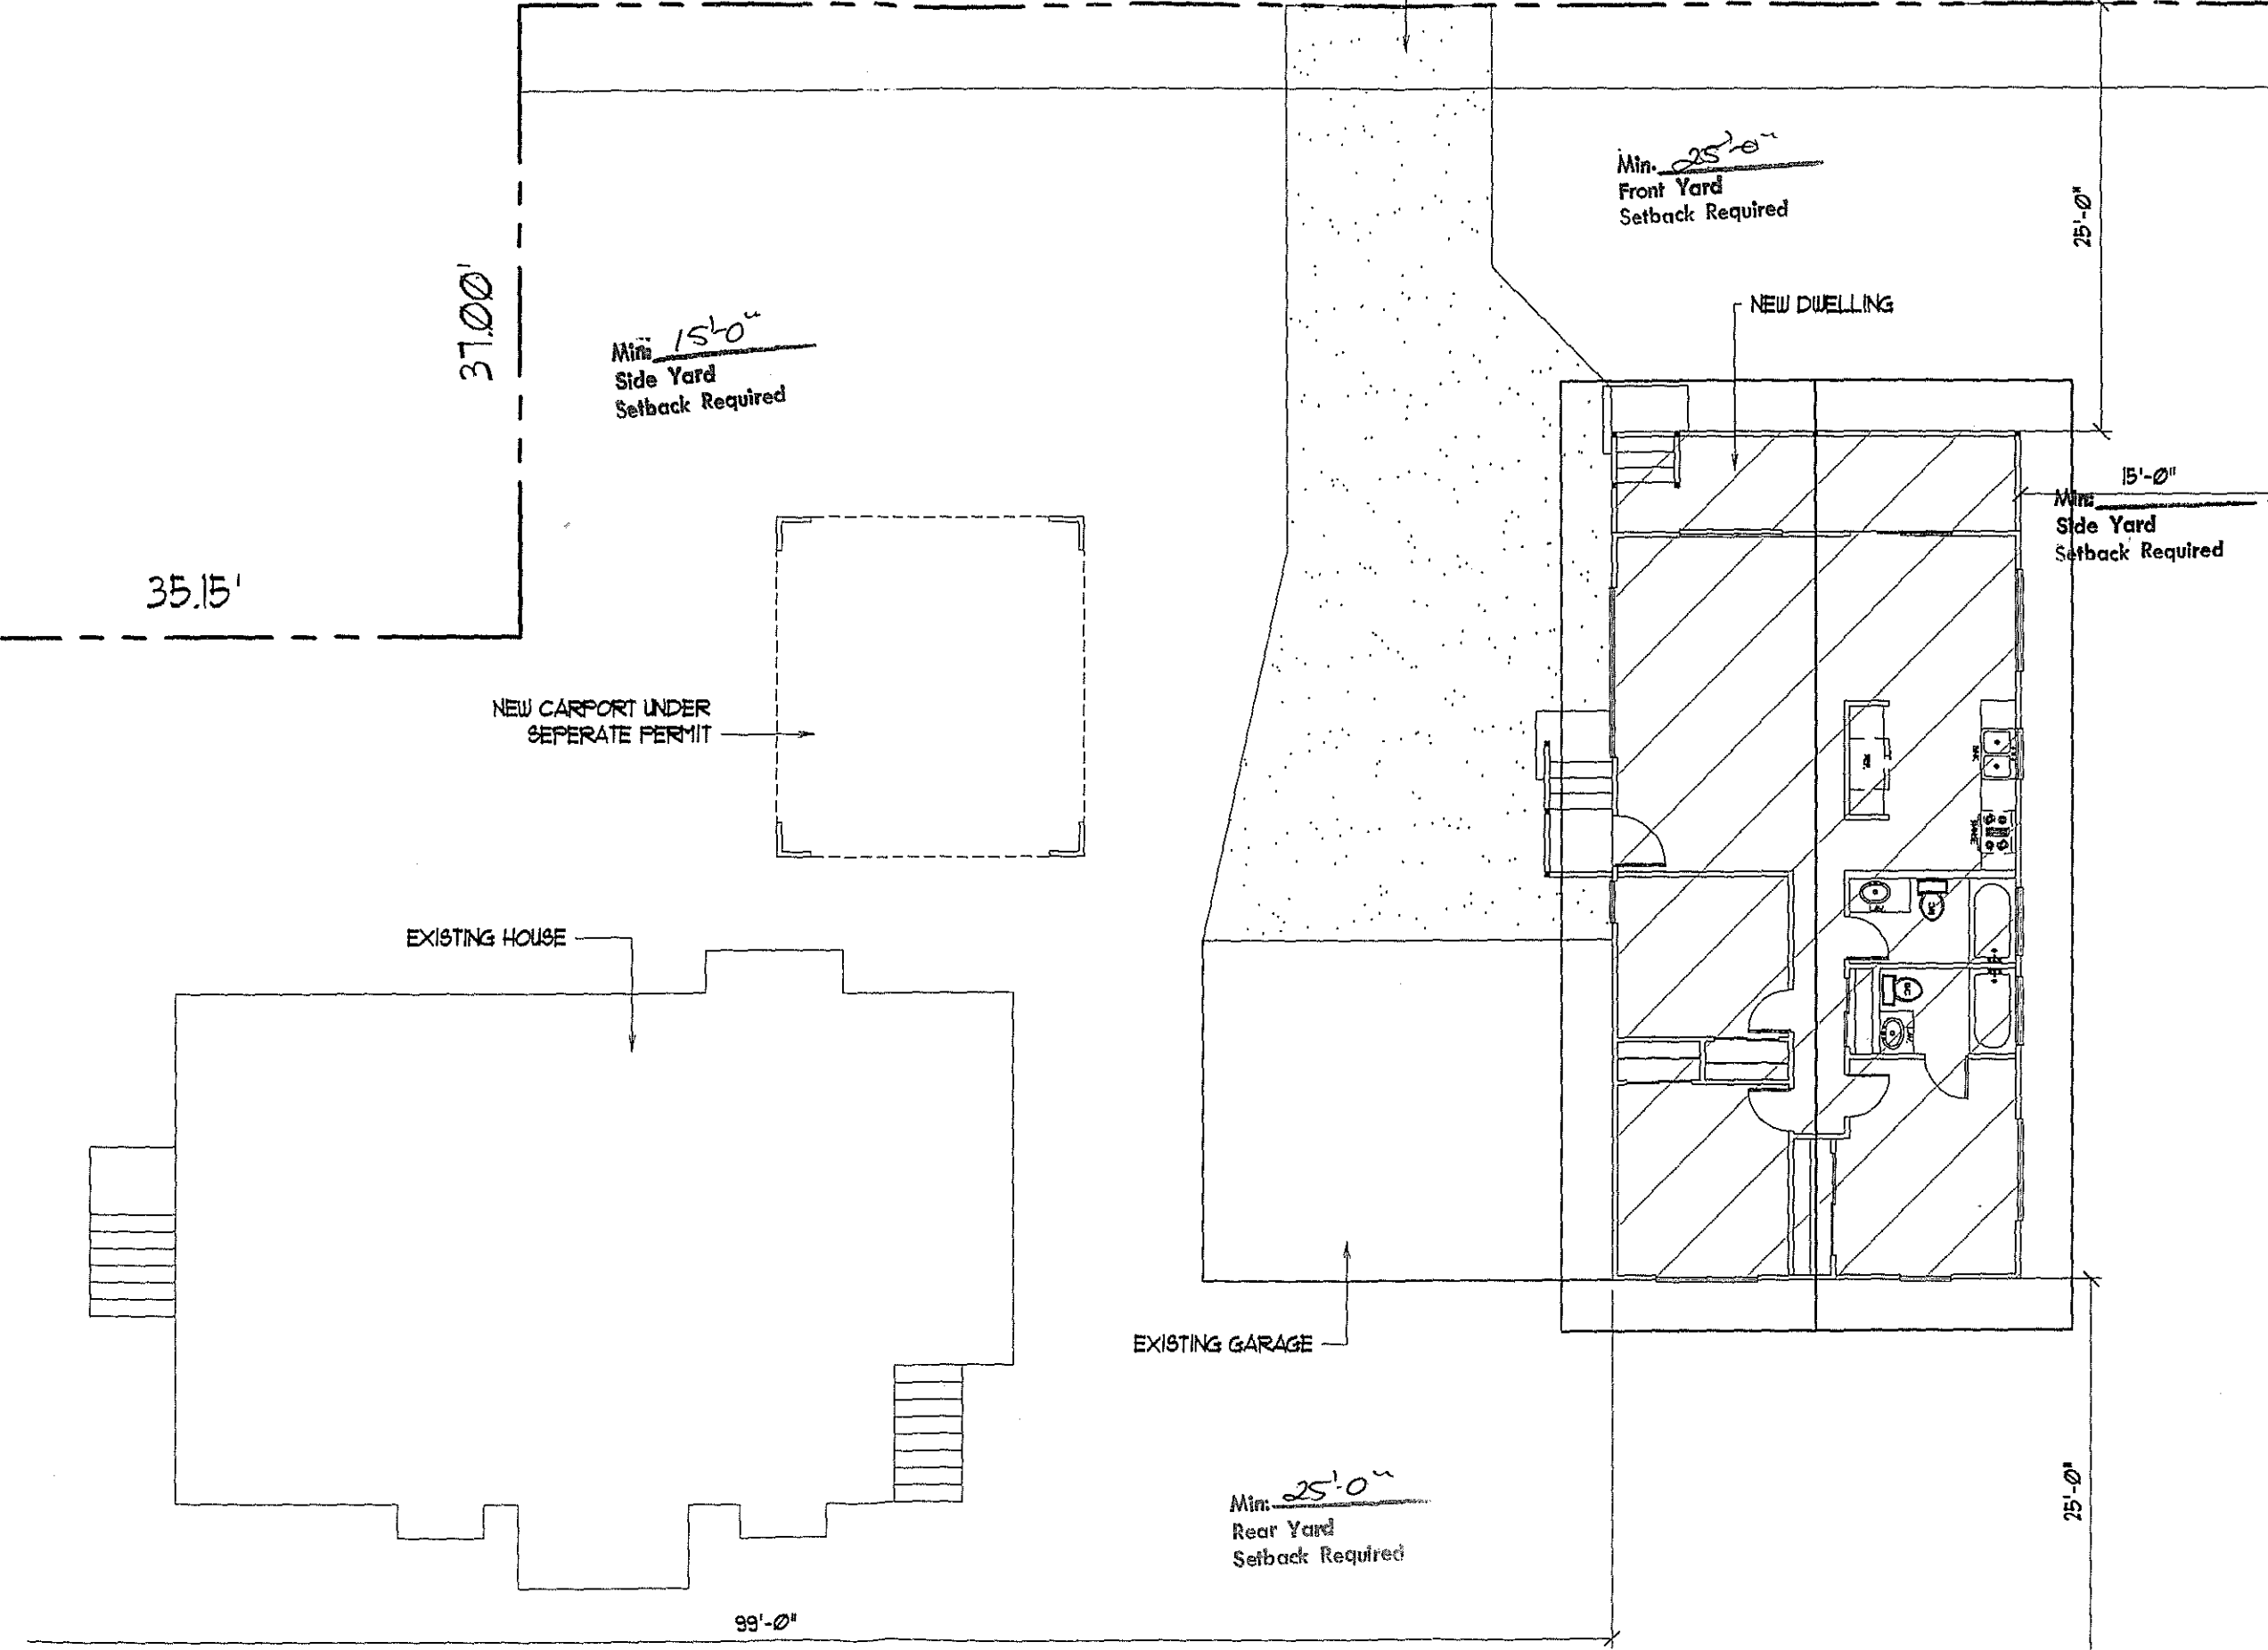 Min. 25'-0"
Front Yard
Setback Required
25'-0"
37.00'
NEW DWELLING
Min: 15'-0"
Side Yard
Setback Required
15'-0"
Min:
Side Yard
Setback Required
35.15'
NEW CARPORT UNDER
SEPERATE PERMIT
REF.
EXISTING HOUSE
EXISTING GARAGE
Min: 25'-0"
Rear Yard
Setback Required
25'-0"
99'-0"